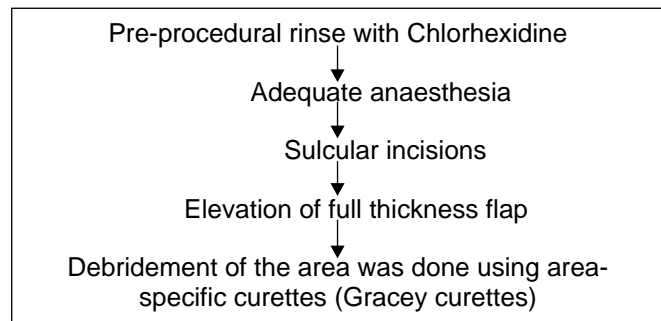 Pre-procedural rinse with Chlorhexidine
Adequate anaesthesia
Sulcular incisions
Elevation of full thickness flap
Debridement of the area was done using area-
specific curettes (Gracey curettes)